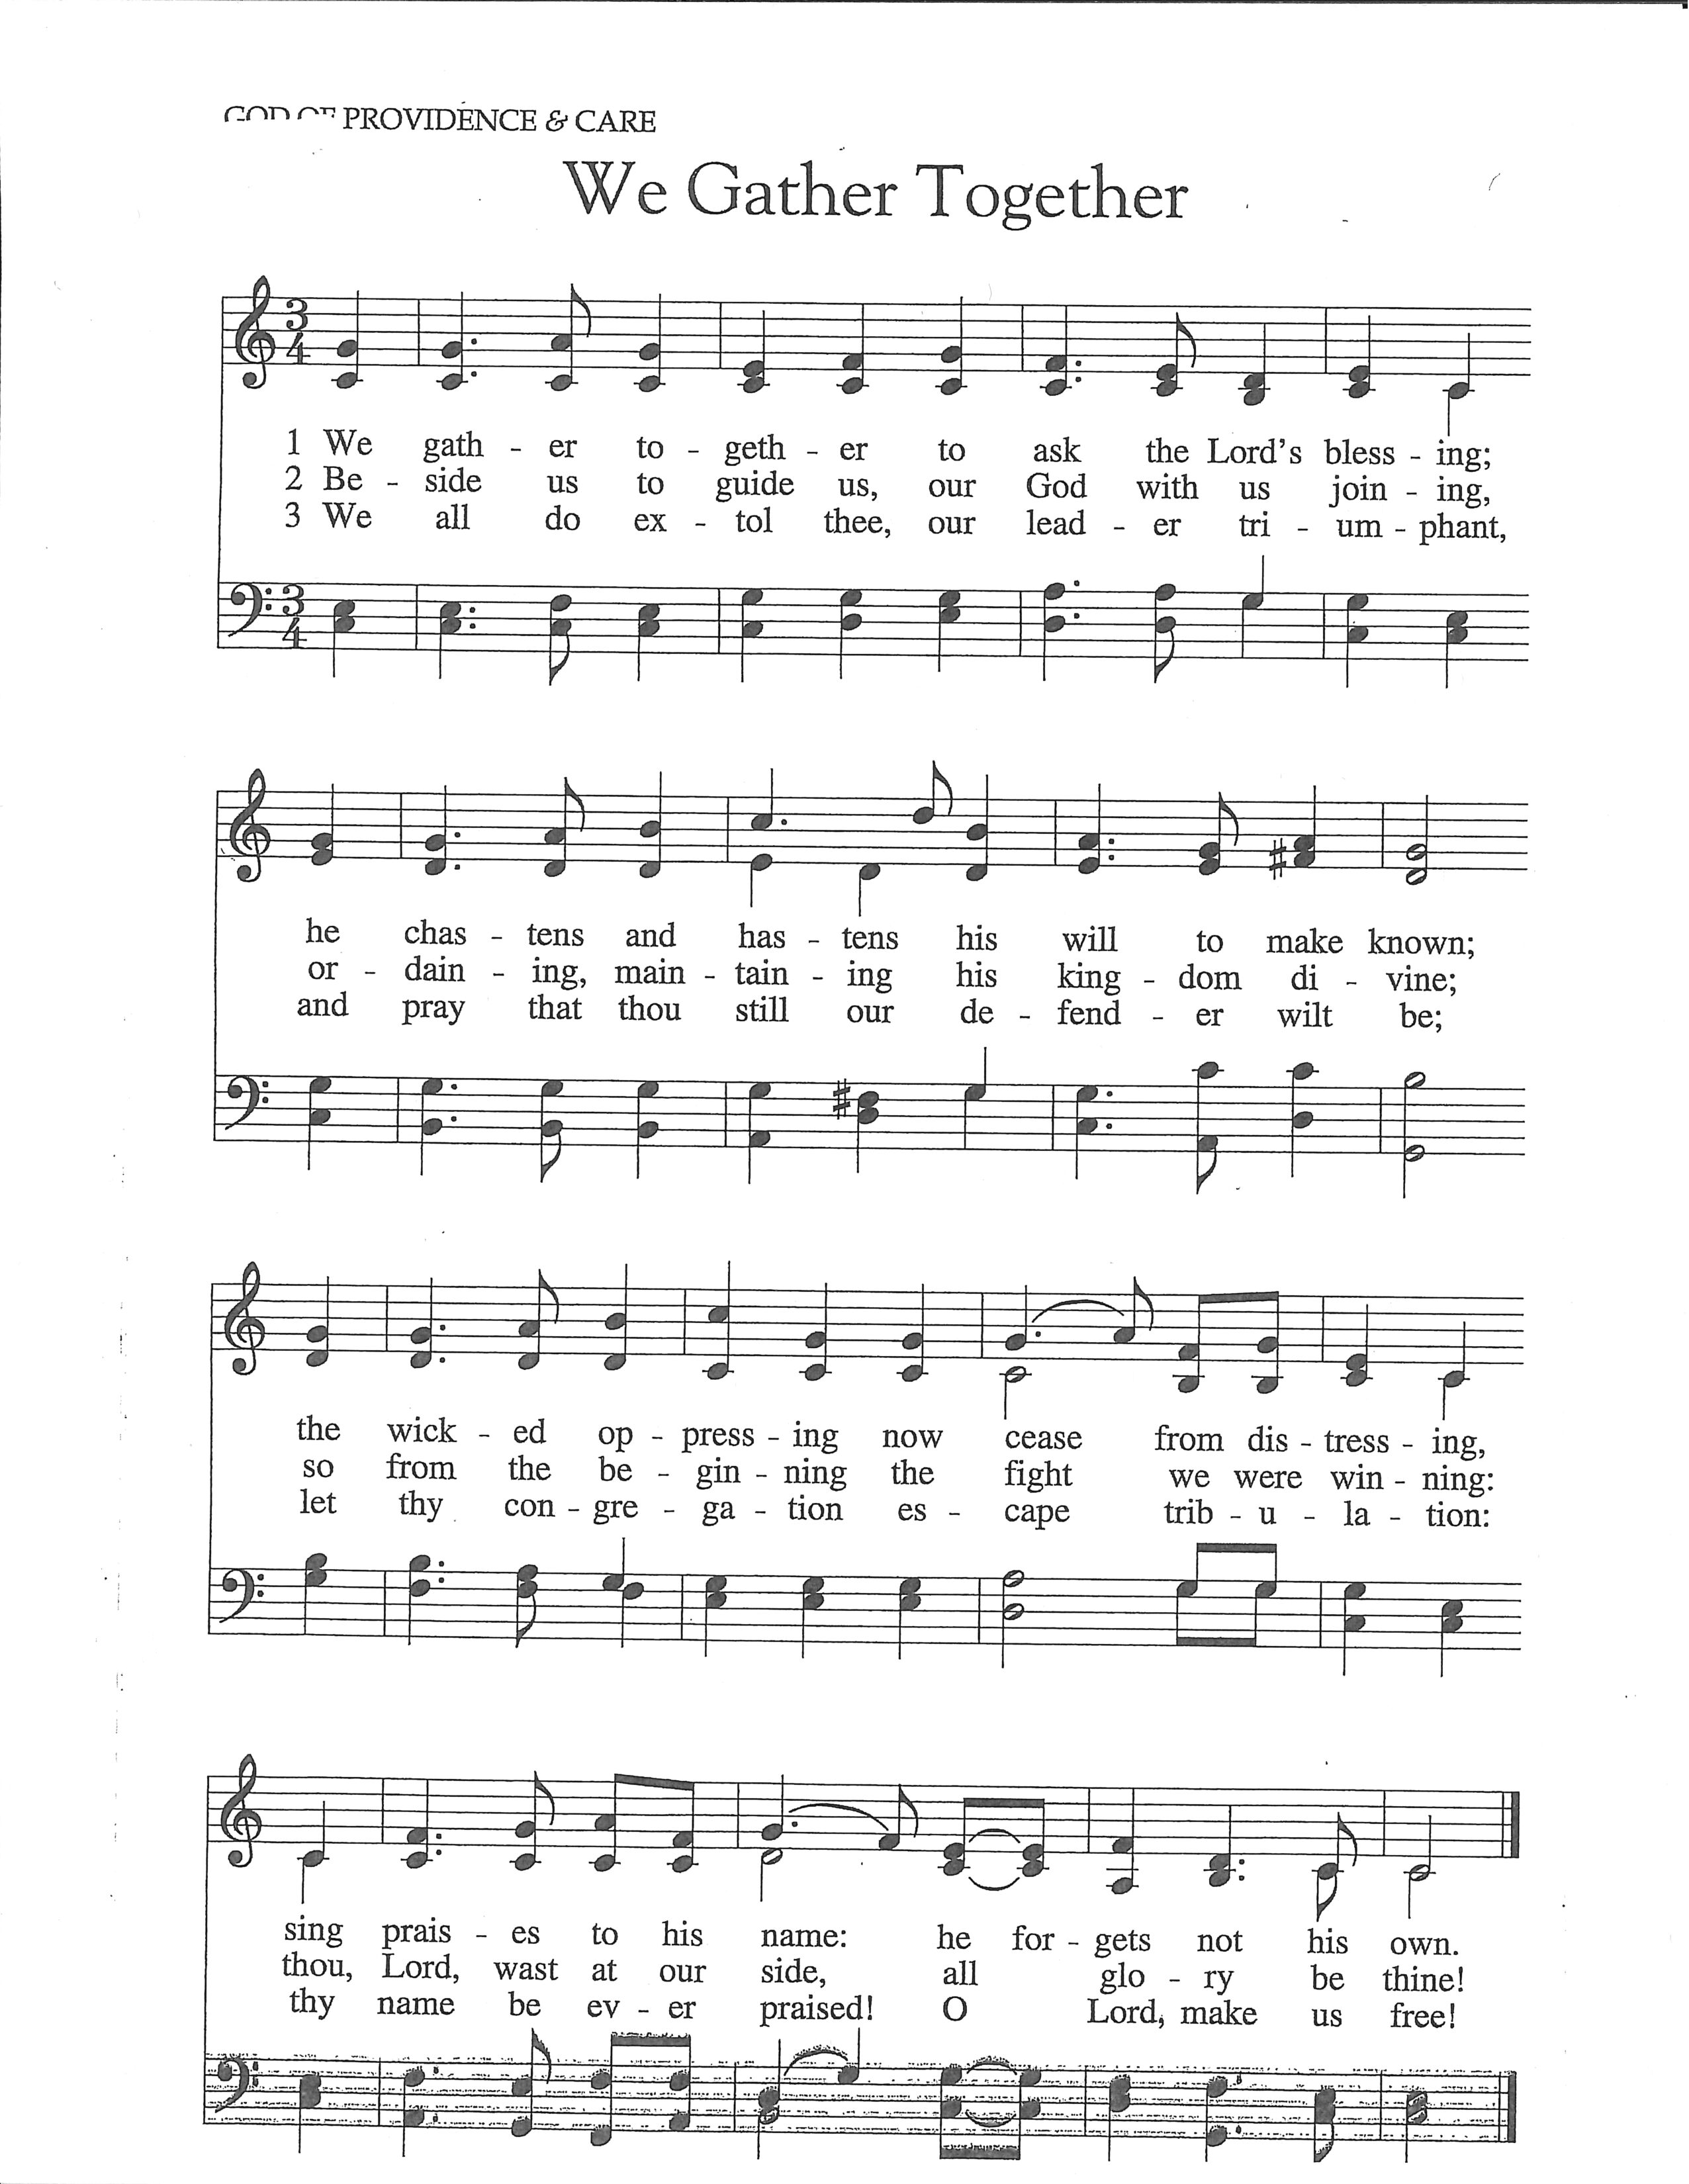 GOD OF PROVIDENCE & CARE
We Gather Together
3 4
1 We gath - er to - geth - er to ask the Lord's bless - ing;
2 Be - side us to guide us, our God with us join - ing,
3 We all do ex - tol thee, our lead - er tri - um - phant,
3 4
he chas - tens and has - tens his will to make known;
or - dain - ing, main - tain - ing his king - dom di - vine;
and pray that thou still our de - fend - er wilt be;
the wick - ed op - press - ing now cease from dis - tress - ing,
so from the be - gin - ning the fight we were win - ning:
let thy con - gre - ga - tion es - cape trib - u - la - tion:
sing prais - es to his name: he for - gets not his own.
thou, Lord, wast at our side, all glo - ry be thine!
thy name be ev - er praised! O Lord, make us free!